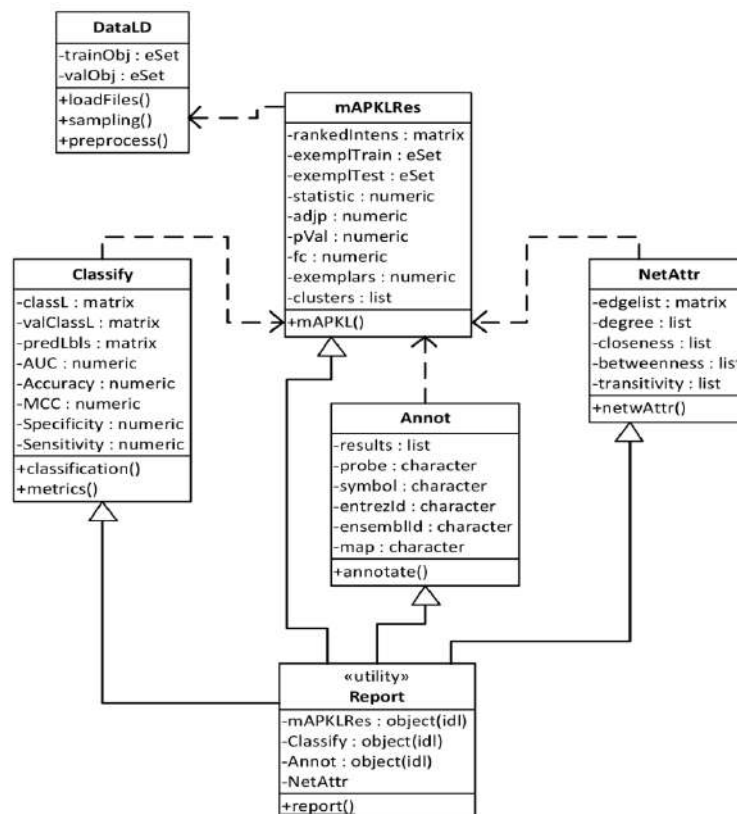 DataLD
-trainObj : eSet
-valObj : eSet
+loadFiles()
+sampling()
+preprocess()
mAPKLRes
-rankedIntens : matrix
-exemplTrain : eSet
-exemplTest : eSet
-statistic : numeric
-adjp : numeric
-pVal : numeric
-fc : numeric
-exemplars : numeric
-clusters : list
+mAPKL()
Classify
-classL : matrix
-valClassL : matrix
-predLbls : matrix
-AUC : numeric
-Accuracy : numeric
-MCC : numeric
-Specificity : numeric
-Sensitivity : numeric
+classification()
+metrics()
NetAttr
-edgelist : matrix
-degree : list
-closeness : list
-betweenness : list
-transitivity : list
+netwAttr()
Annot
-results : list
-probe : character
-symbol : character
-entrezId : character
-ensemblId : character
-map : character
+annotate()
«utility»
Report
-mAPKLRes : object(idl)
-Classify : object(idl)
-Annot : object(idl)
-NetAttr
+report()